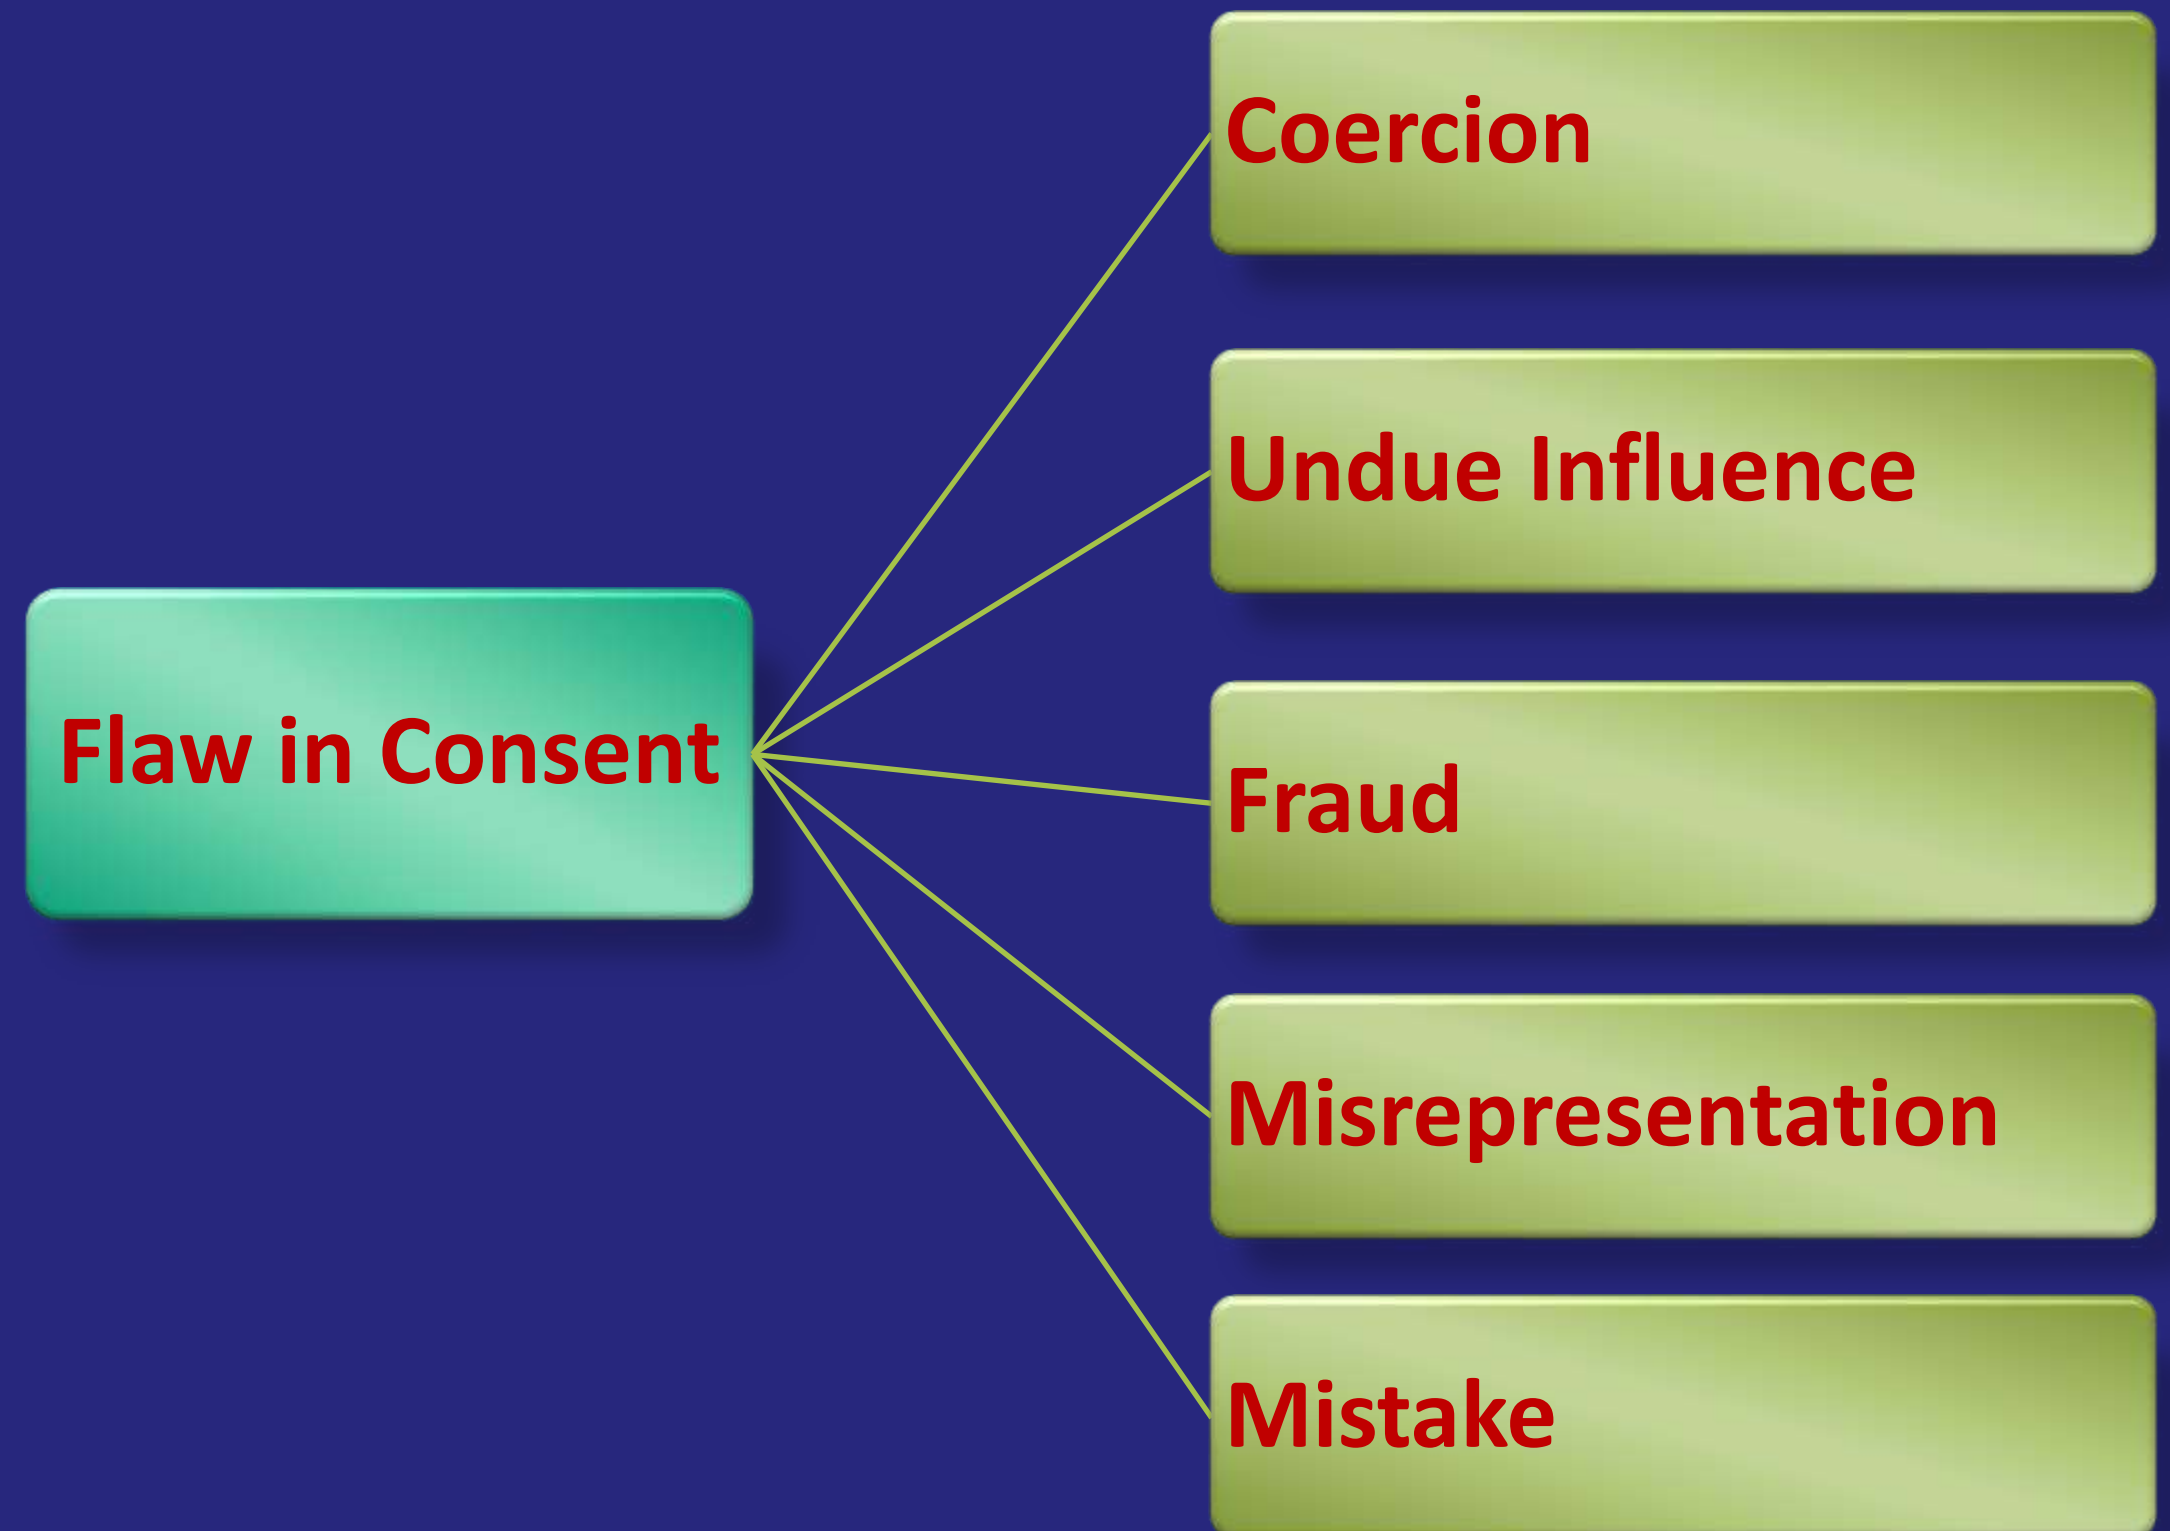 Coercion
Undue Influence
Flaw in Consent
Fraud
Misrepresentation
Mistake